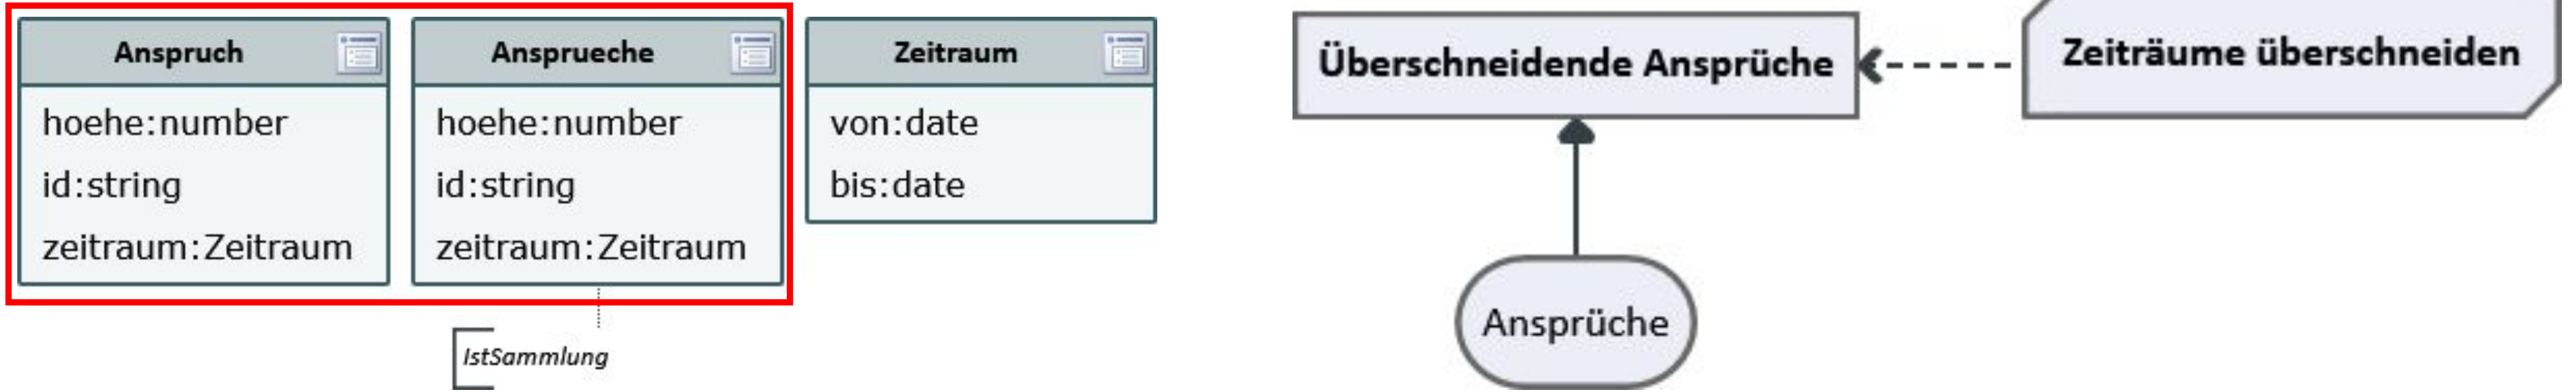 Anspruch
hoehe:number
id:string
zeitraum:Zeitraum
Ansprueche
hoehe:number
id:string
zeitraum:Zeitraum
IstSammlung
Zeitraum
von:date
bis:date
Überschneidende Ansprüche
Zeiträume überschneiden
Ansprüche